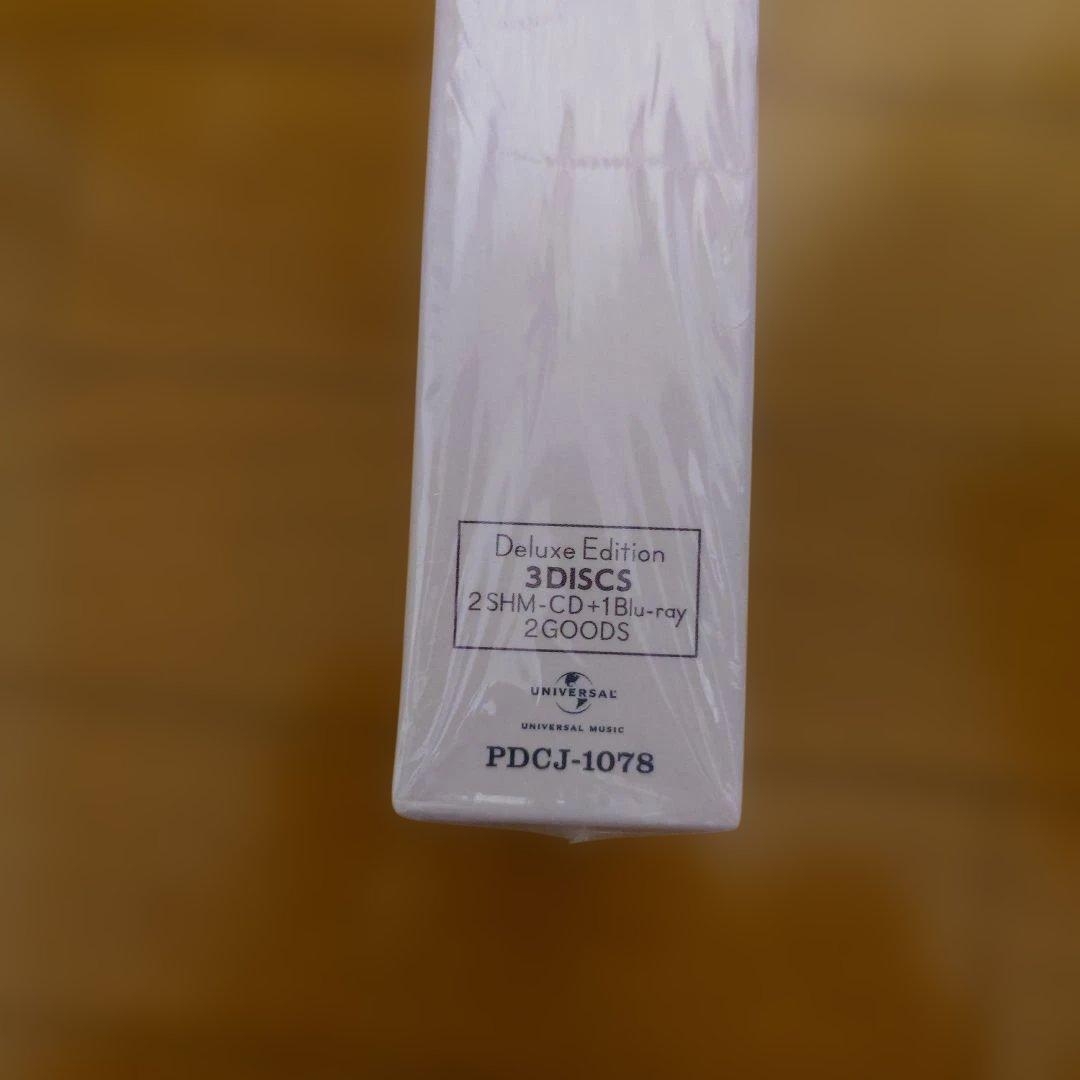 Deluxe Edition
3DISCS
2SHM-CD+1Blu-ray
2GOODS
UNIVERSAL
UNIVERSAL MUSIC
PDCJ-1078